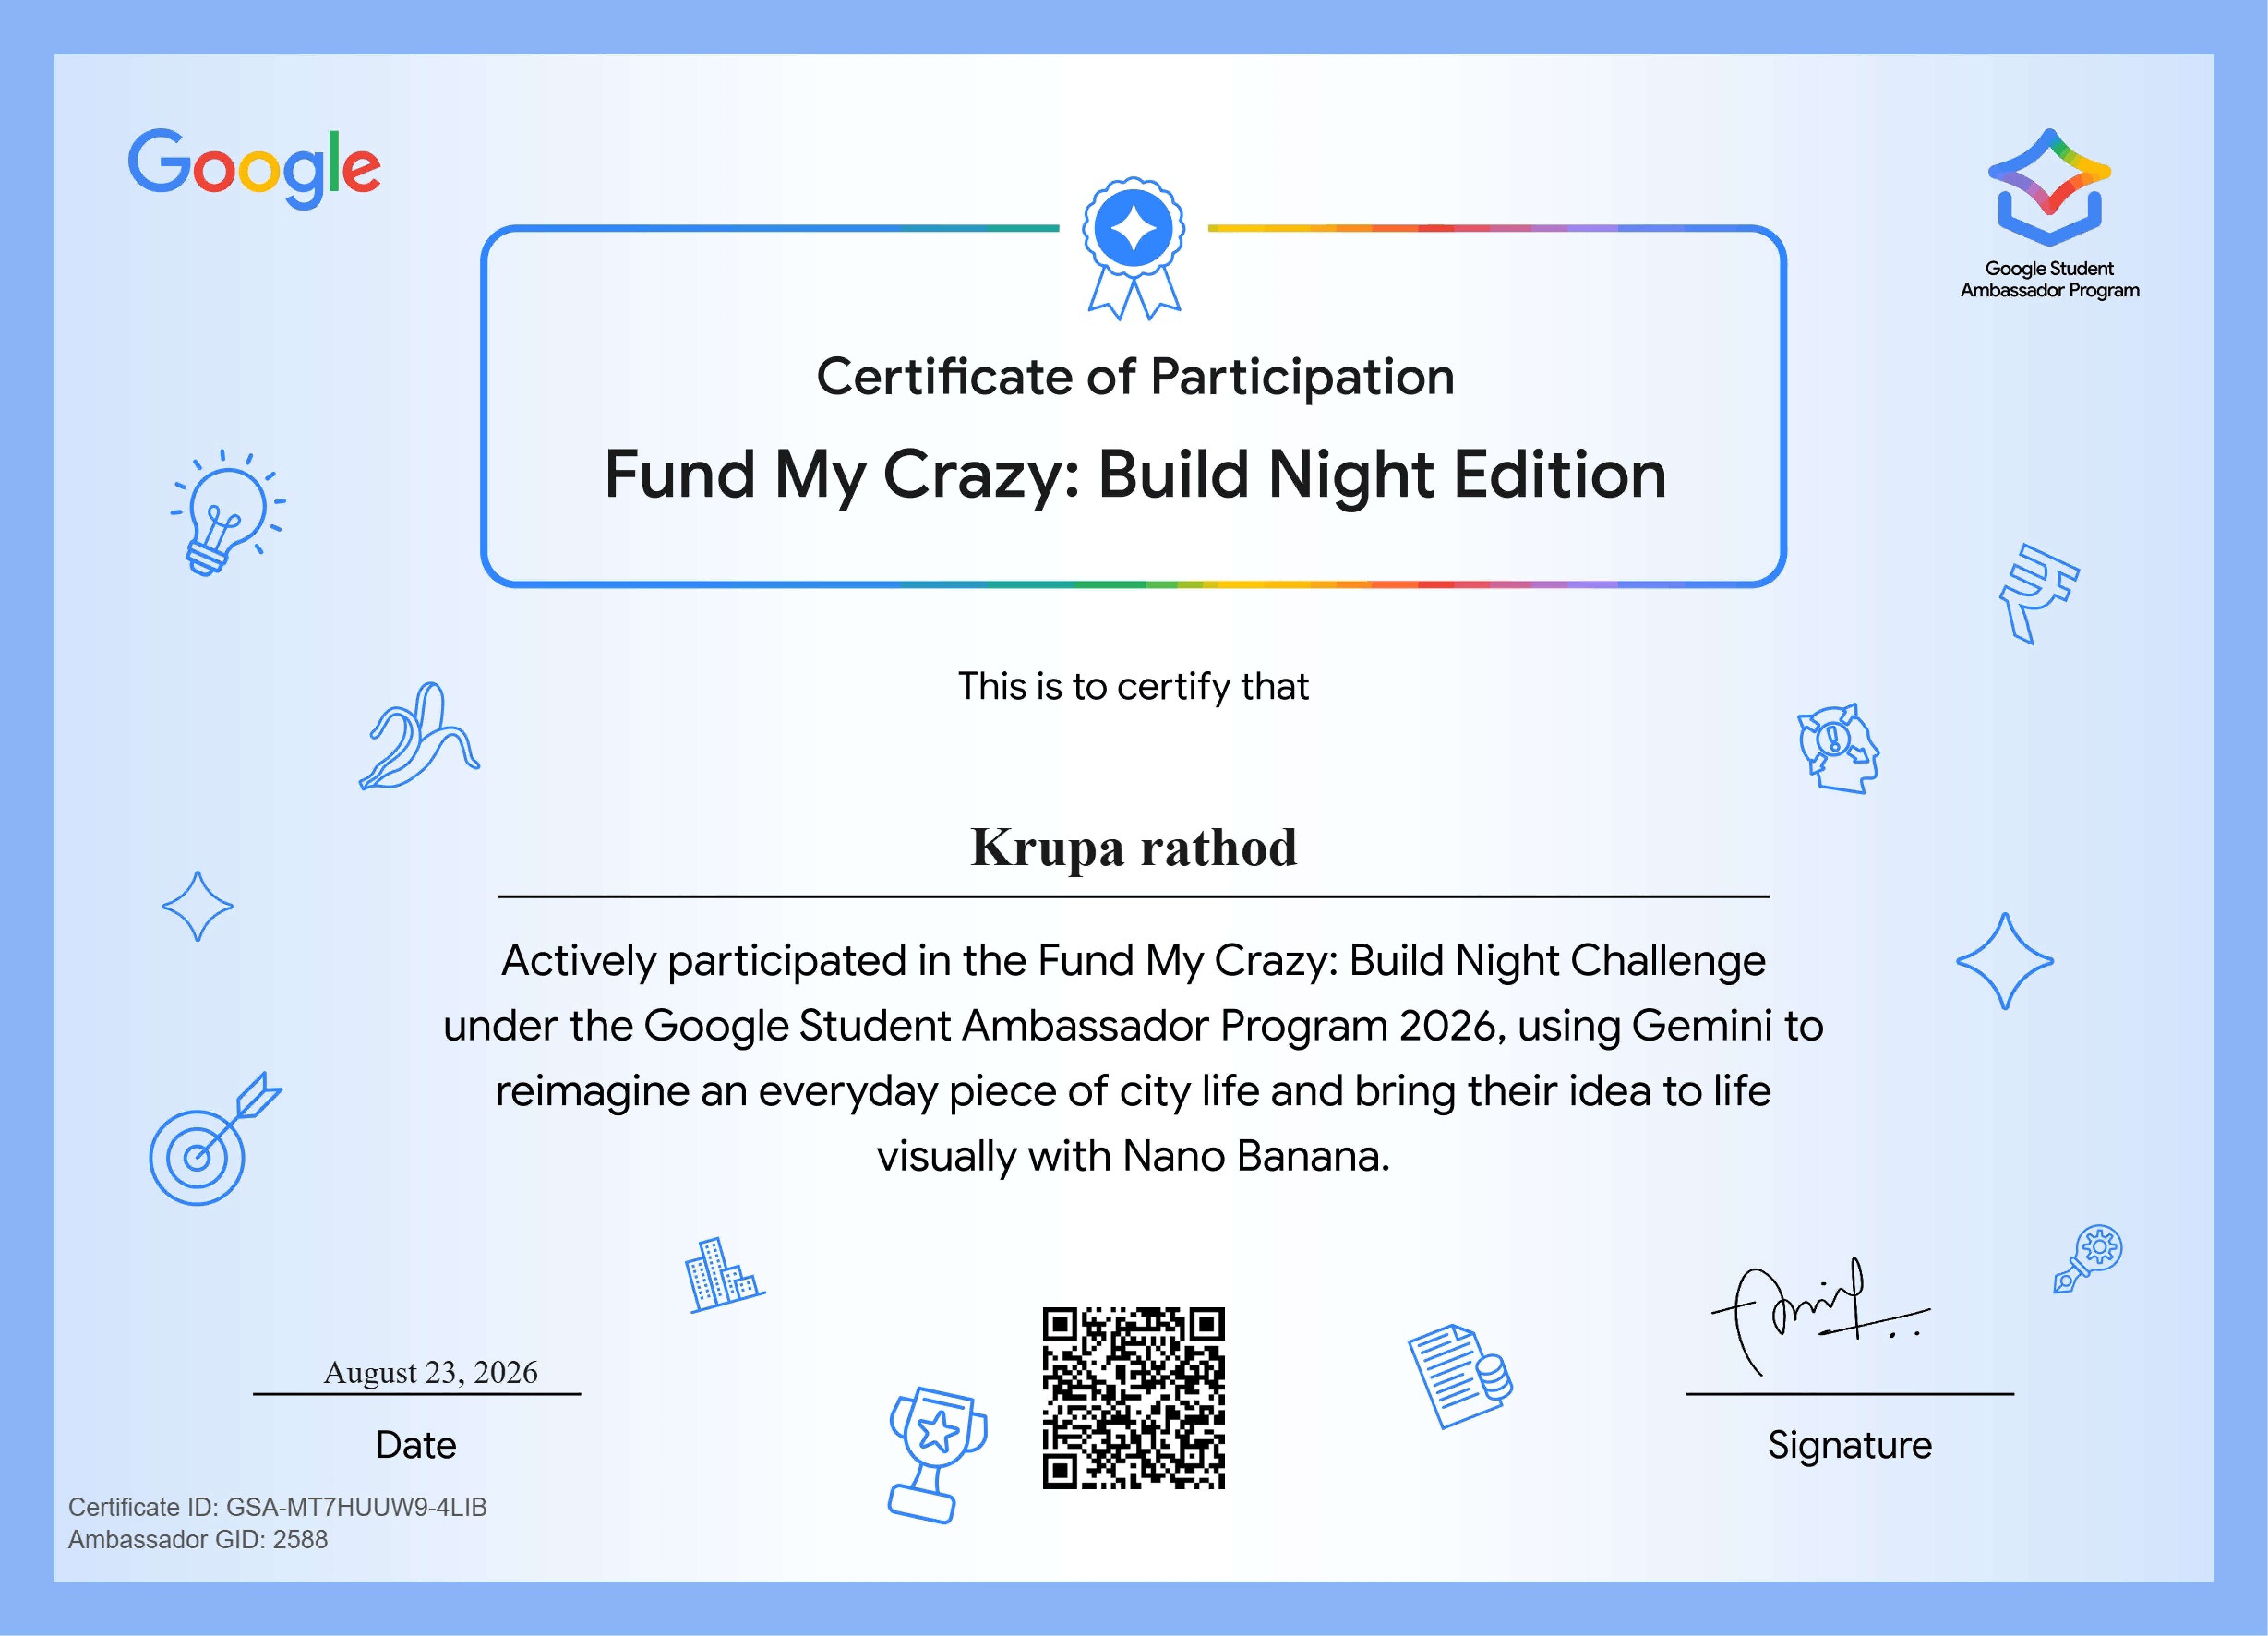 Google
Google Student
Ambassador Program
Certificate of Participation
Fund My Crazy: Build Night Edition
This is to certify that
Krupa rathod
Actively participated in the Fund My Crazy: Build Night Challenge
under the Google Student Ambassador Program 2026, using Gemini to
reimagine an everyday piece of city life and bring their idea to life
visually with Nano Banana.
August 23, 2026
Date
Signature
Certificate ID: GSA-MT7HUUW9-4LIB
Ambassador GID: 2588